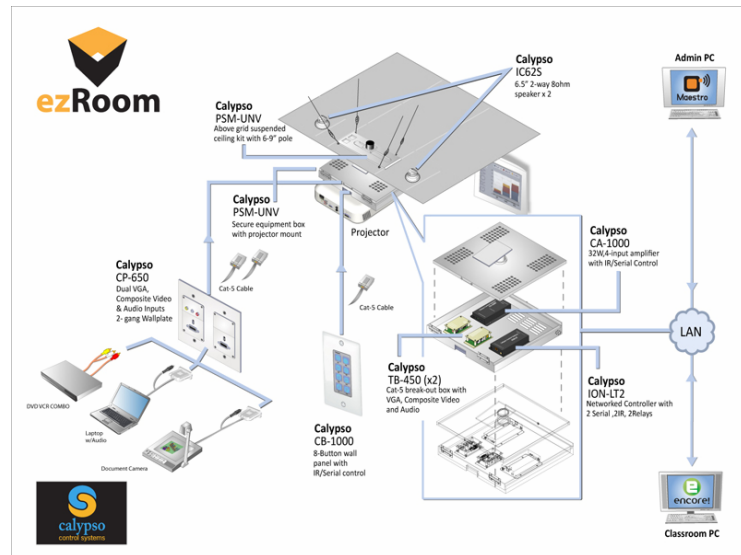 ezRoom
Calypso
IC62S
6.5" 2-way 8ohm
speaker x 2
Admin PC
Maestro
Calypso
PSM-UNV
Above grid suspended
ceiling kit with 6-9" pole
Calypso
PSM-UNV
Secure equipment box
with projector mount
Projector
Calypso
CA-1000
32W,4-input amplifier
with IR/Serial Control
Calypso
CP-650
Dual VGA,
Composite Video
& Audio Inputs
2- gang Wallplate
Cat-5 Cable
Cat-5 Cable
LAN
Calypso
TB-450 (x2)
Cat-5 break-out box with
VGA, Composite Video
and Audio
Calypso
ION-LT2
Networked Controller with
2 Serial ,2IR, 2Relays
DVD VCR COMBO
Laptop
w/Audio
Document Camera
Calypso
CB-1000
8-Button wall
panel with
IR/Serial control
calypso
control systems
e
encore!
Classroom PC